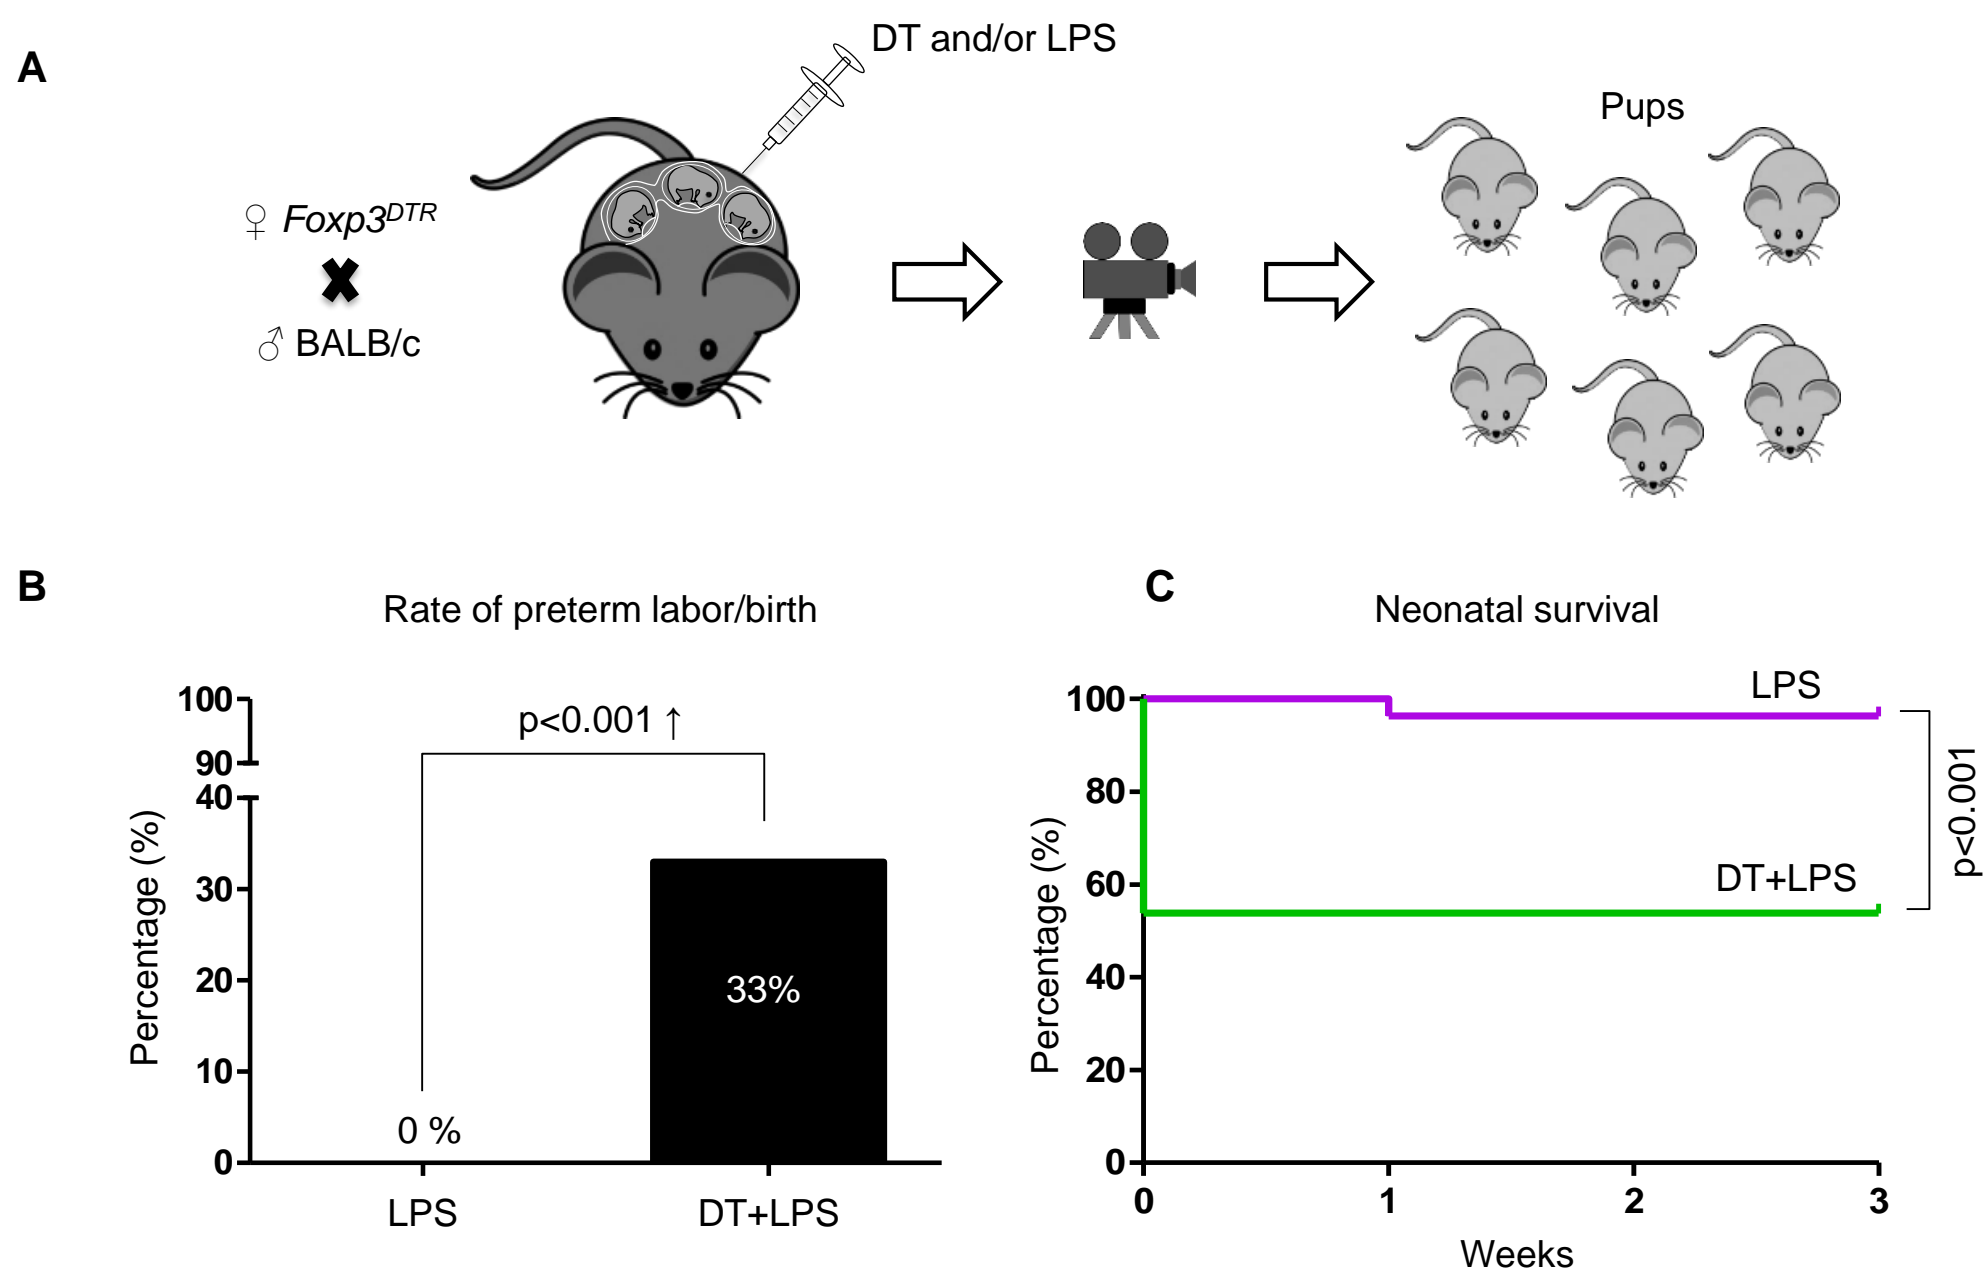 A
DT and/or LPS
♀ Foxp3DTR
♂ BALB/c
Pups
B
Rate of preterm labor/birth
Percentage (%)
100
90
40
30
20
10
0
p<0.001 ↑
0 %
33%
LPS
DT+LPS
C
Neonatal survival
Percentage (%)
100
80
60
40
20
0
LPS
DT+LPS
p<0.001
0 1 2 3
Weeks